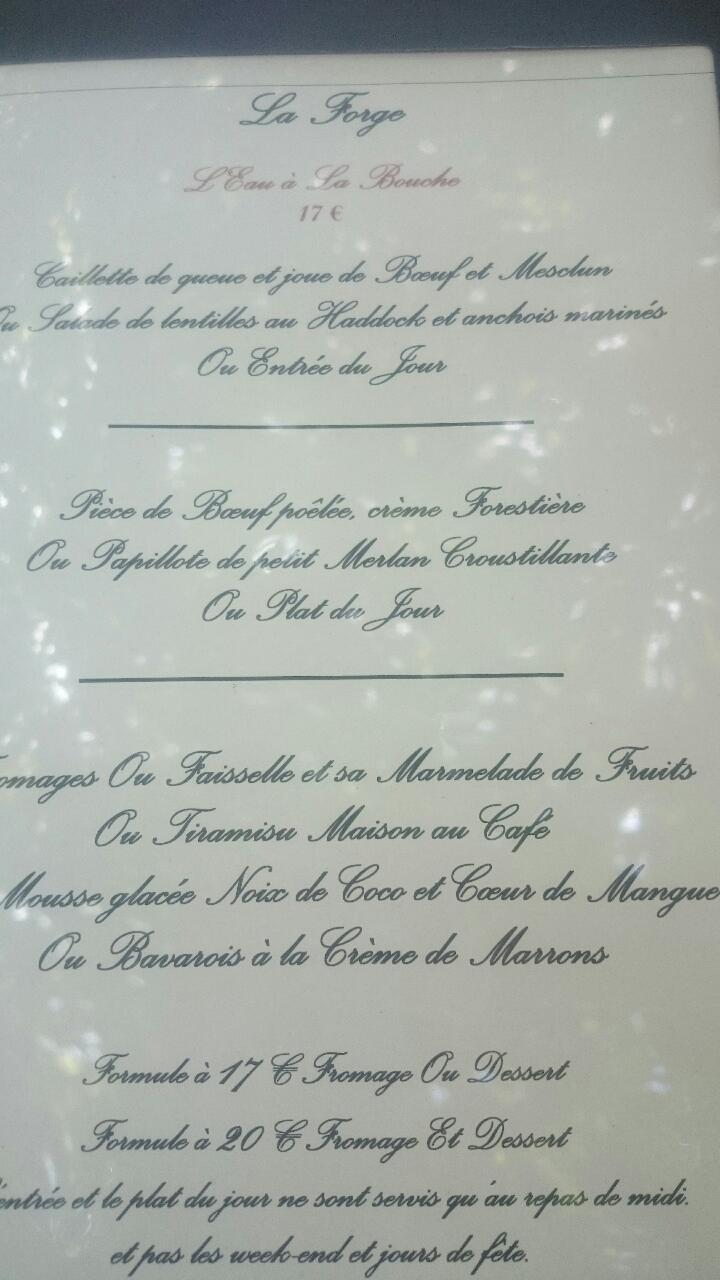 La Forge
L'Eau à La Bouche
17 €
Caillette de queue et joue de Bœuf et Mesclun
Ou Salade de lentilles au Haddock et anchois marinés
Ou Entrée du Jour
Pièce de Bœuf poêlée, crème Forestière
Ou Papillote de petit Merlan Croustillante
Ou Plat du Jour
omages Ou Faisselle et sa Marmelade de Fruits
Ou Tiramisu Maison au Café
Mousse glacée Noix de Coco et Cœur de Mangue
Ou Bavarois à la Crème de Marrons
Formule à 17 € Fromage Ou Dessert
Formule à 20 € Fromage Et Dessert
'entrée et le plat du jour ne sont servis qu'au repas de midi.
et pas les week-end et jours de fête.